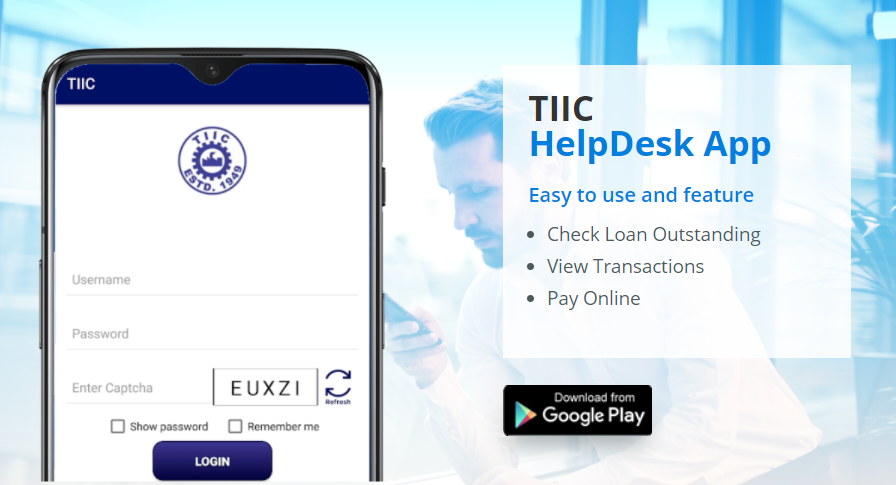 TIIC
TIIC
ESTD. 1949
Username
Password
Enter Captcha
EUXZI
Refresh
Show password
Remember me
LOGIN
TIIC
HelpDesk App
Easy to use and feature
Check Loan Outstanding
View Transactions
Pay Online
Download from
Google Play